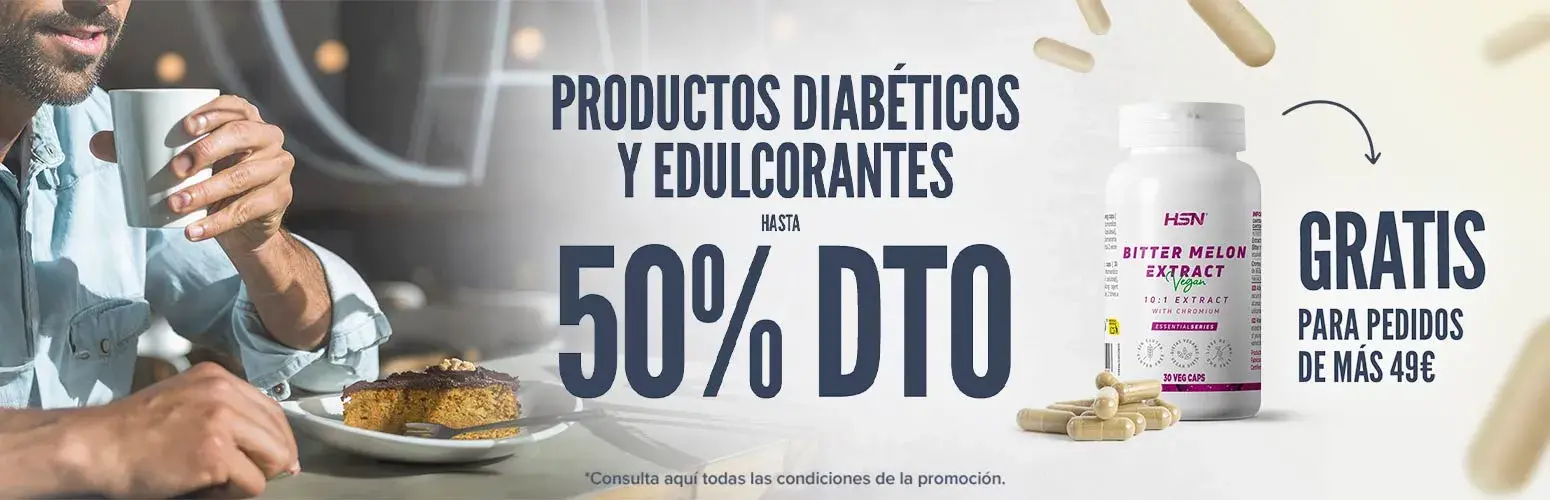 PRODUCTOS DIABÉTICOS
Y EDULCORANTES
HASTA
50% DTO
*Consulta aquí todas las condiciones de la promoción.
HSN
BITTER MELON
EXTRACT
Vegan
10:1 EXTRACT
WITH CHROMIUM
ESSENTIALSERIES
30 VEG CAPS
GRATIS
PARA PEDIDOS
DE MÁS 49€